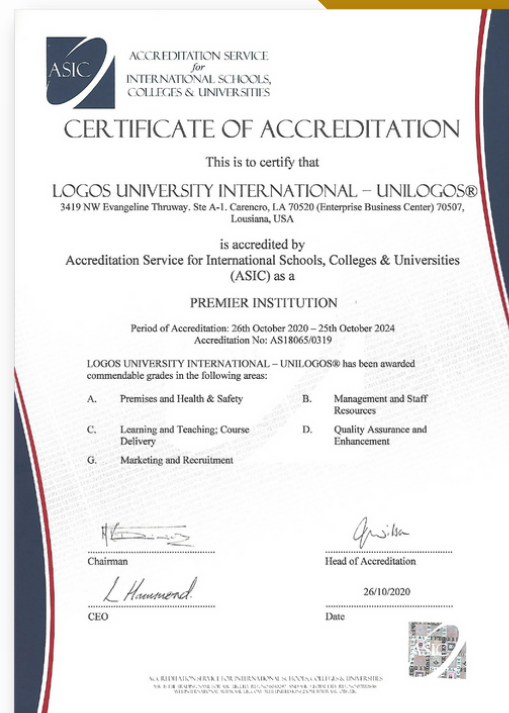 ASIC
ACCREDITATION SERVICE
for
INTERNATIONAL SCHOOLS,
COLLEGES & UNIVERSITIES
CERTIFICATE OF ACCREDITATION
This is to certify that
LOGOS UNIVERSITY INTERNATIONAL – UNILOGOS®
3419 NW Evangeline Thruway. Ste A-1. Carencro, LA 70520 (Enterprise Business Center) 70507,
Lousiana, USA
is accredited by
Accreditation Service for International Schools, Colleges & Universities
(ASIC) as a
PREMIER INSTITUTION
Period of Accreditation: 26th October 2020 – 25th October 2024
Accreditation No: AS18065/0319
LOGOS UNIVERSITY INTERNATIONAL – UNILOGOS® has been awarded
commendable grades in the following areas:
A. Premises and Health & Safety
B. Management and Staff
Resources
C. Learning and Teaching; Course
Delivery
D. Quality Assurance and
Enhancement
G. Marketing and Recruitment
Chairman
Head of Accreditation
L Hammond.
26/10/2020
CEO
Date
ASIC
ACCREDITATION SERVICE FOR INTERNATIONAL SCHOOLS, COLLEGES & UNIVERSITIES